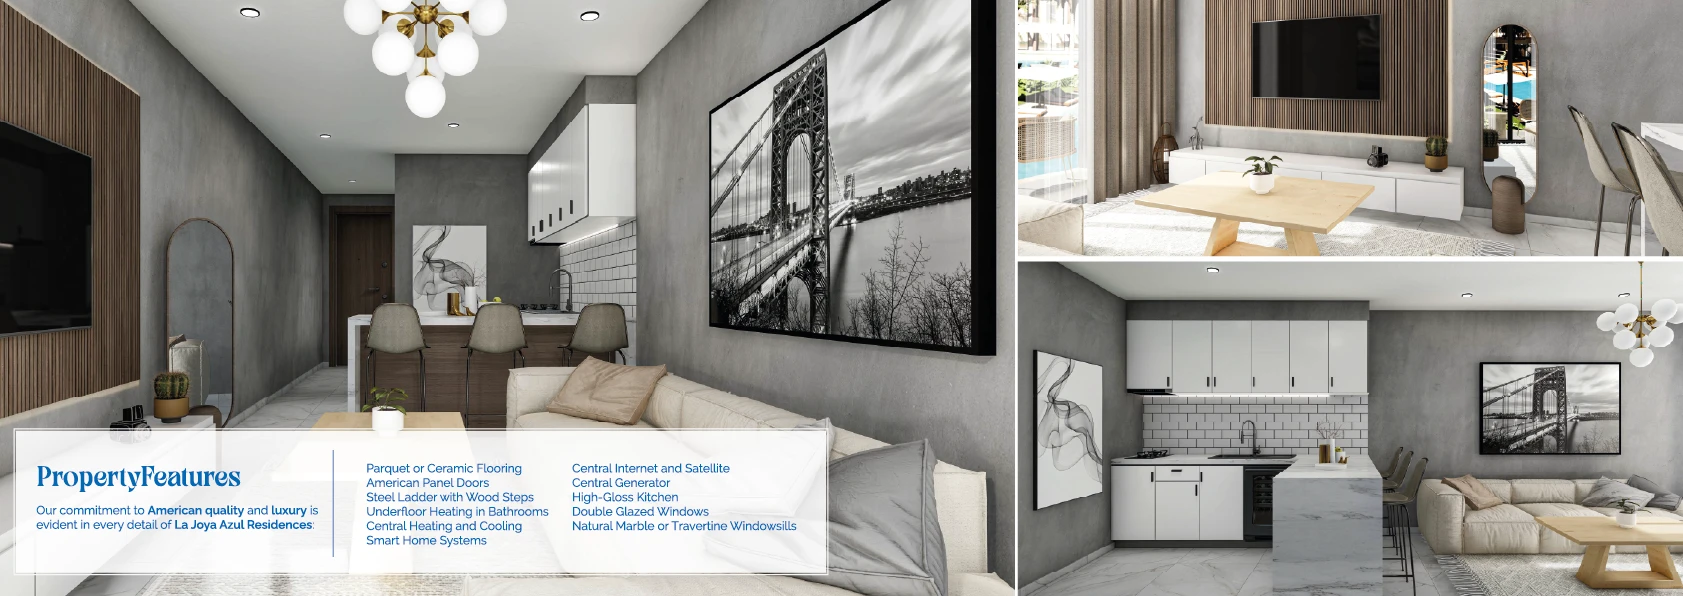 PropertyFeatures
Our commitment to American quality and luxury is
evident in every detail of La Joya Azul Residences:
Parquet or Ceramic Flooring
American Panel Doors
Steel Ladder with Wood Steps
Underfloor Heating in Bathrooms
Central Heating and Cooling
Smart Home Systems
Central Internet and Satellite
Central Generator
High-Gloss Kitchen
Double Glazed Windows
Natural Marble or Travertine Windowsills